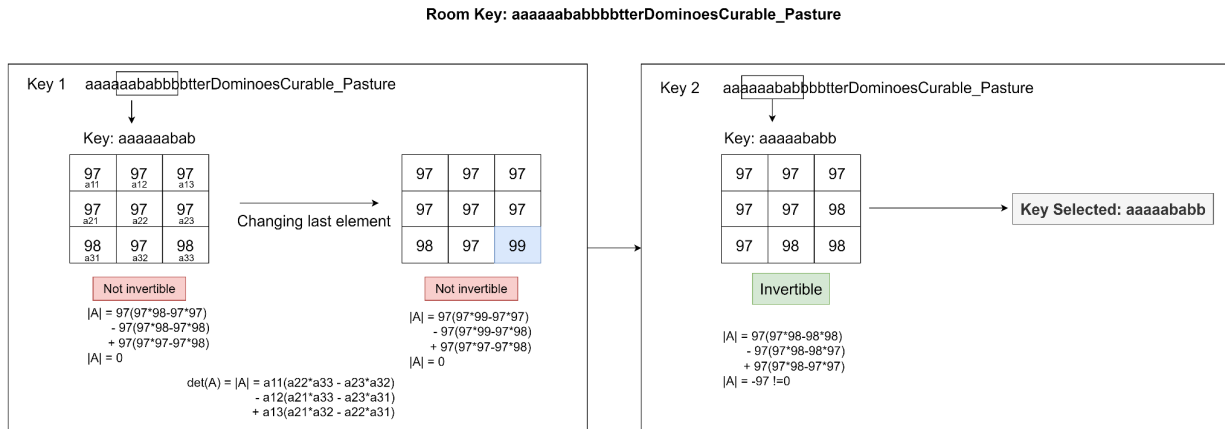 Room Key: aaaaaababbbbtterDominoesCurable_Pasture
Key 1 aaaaaababbbbtterDominoesCurable_Pasture
Key: aaaaaabab
97 97 97
a11 a12 a13
97 97 97
a21 a22 a23
98 97 98
a31 a32 a33
Not invertible
|A| = 97(97*98-97*97)
- 97(97*98-97*98)
+ 97(97*97-97*98)
|A| = 0
Changing last element
97 97 97
97 97 97
98 97 99
Not invertible
|A| = 97(97*99-97*97)
- 97(97*99-97*98)
+ 97(97*97-97*98)
|A| = 0
det(A) = |A| = a11(a22*a33 - a23*a32)
- a12(a21*a33 - a23*a31)
+ a13(a21*a32 - a22*a31)
Key 2 aaaaaababbbbtterDominoesCurable_Pasture
Key: aaaaababb
97 97 97
97 97 98
97 98 98
Invertible
|A| = 97(97*98-98*98)
- 97(97*98-98*97)
+ 97(97*98-97*97)
|A| = -97 !=0
Key Selected: aaaaababb